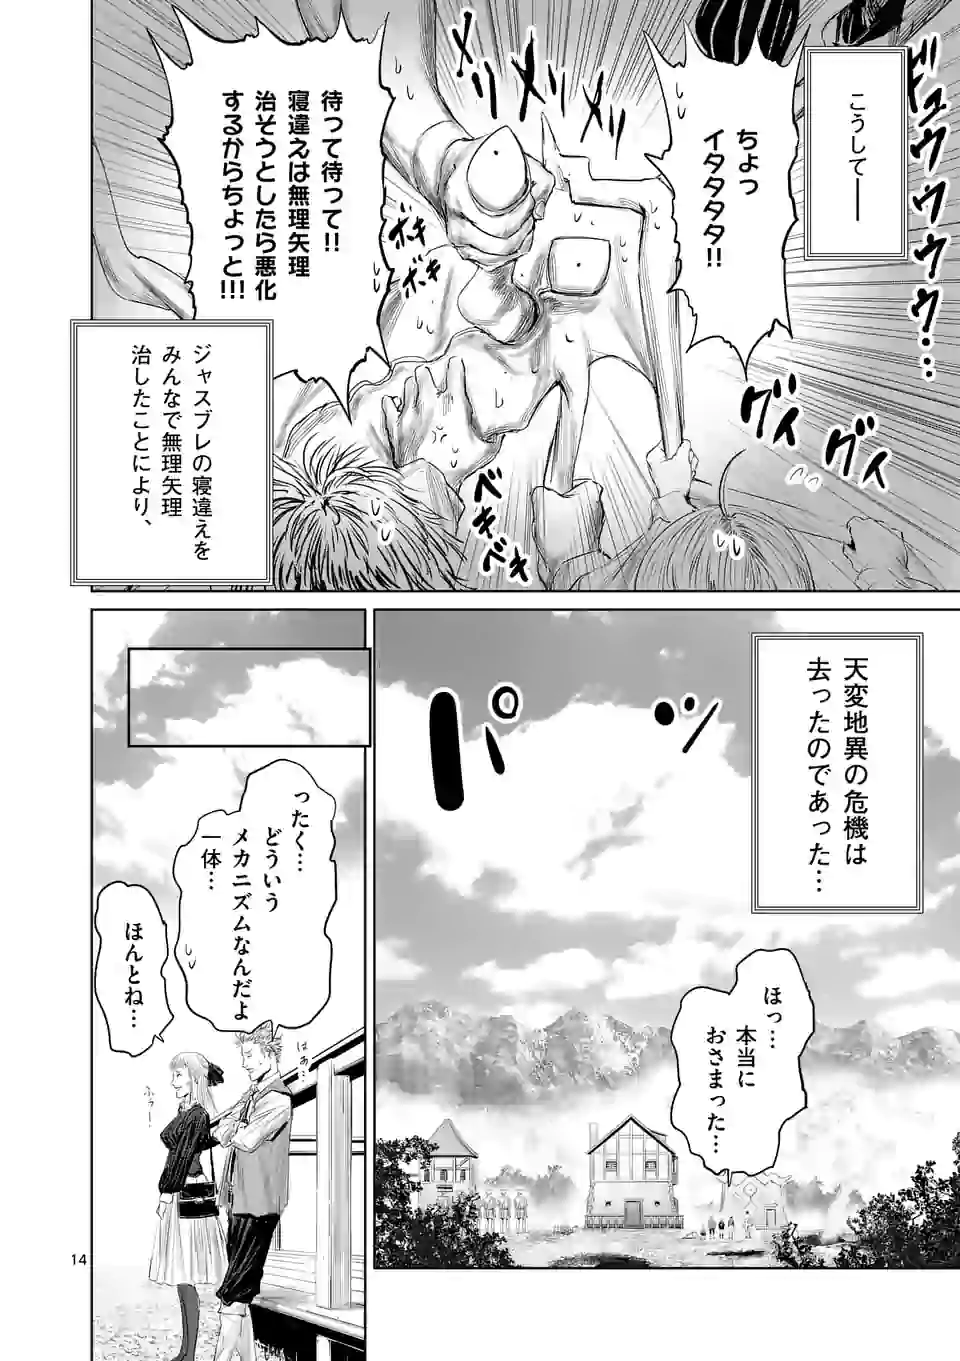 こうして──
ドュウウウウウ・・・
ちょっ
イタタタタ!!
メリ
メリ
メリ
待って待って!!
寝違えは無理矢理
治そうとしたら悪化
するからちょっと!!!
ボキ
ボキ
グイ
グイ
ベキ
ベキ
ベキ
ジャスブレの寝違えを
みんなで無理矢理
治したことにより、
天変地異の危機は
去ったのであった…
パッ
ほっ…
本当に
おさまった…
ったく…
どういう
メカニズムなんだよ
一体…
はぁ…
ほんとね…
ふぅー
14